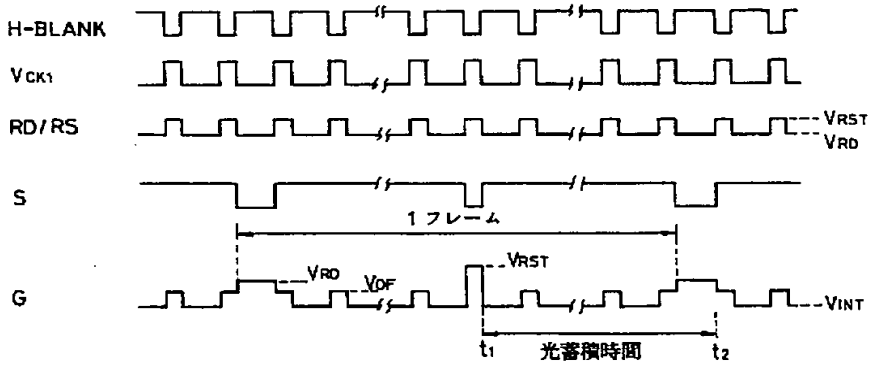 H-BLANK
VCK1
RD/RS
VRST
VRD
S
1フレーム
G
VRD
VOF
VRST
VINT
t1
光蓄積時間
t2